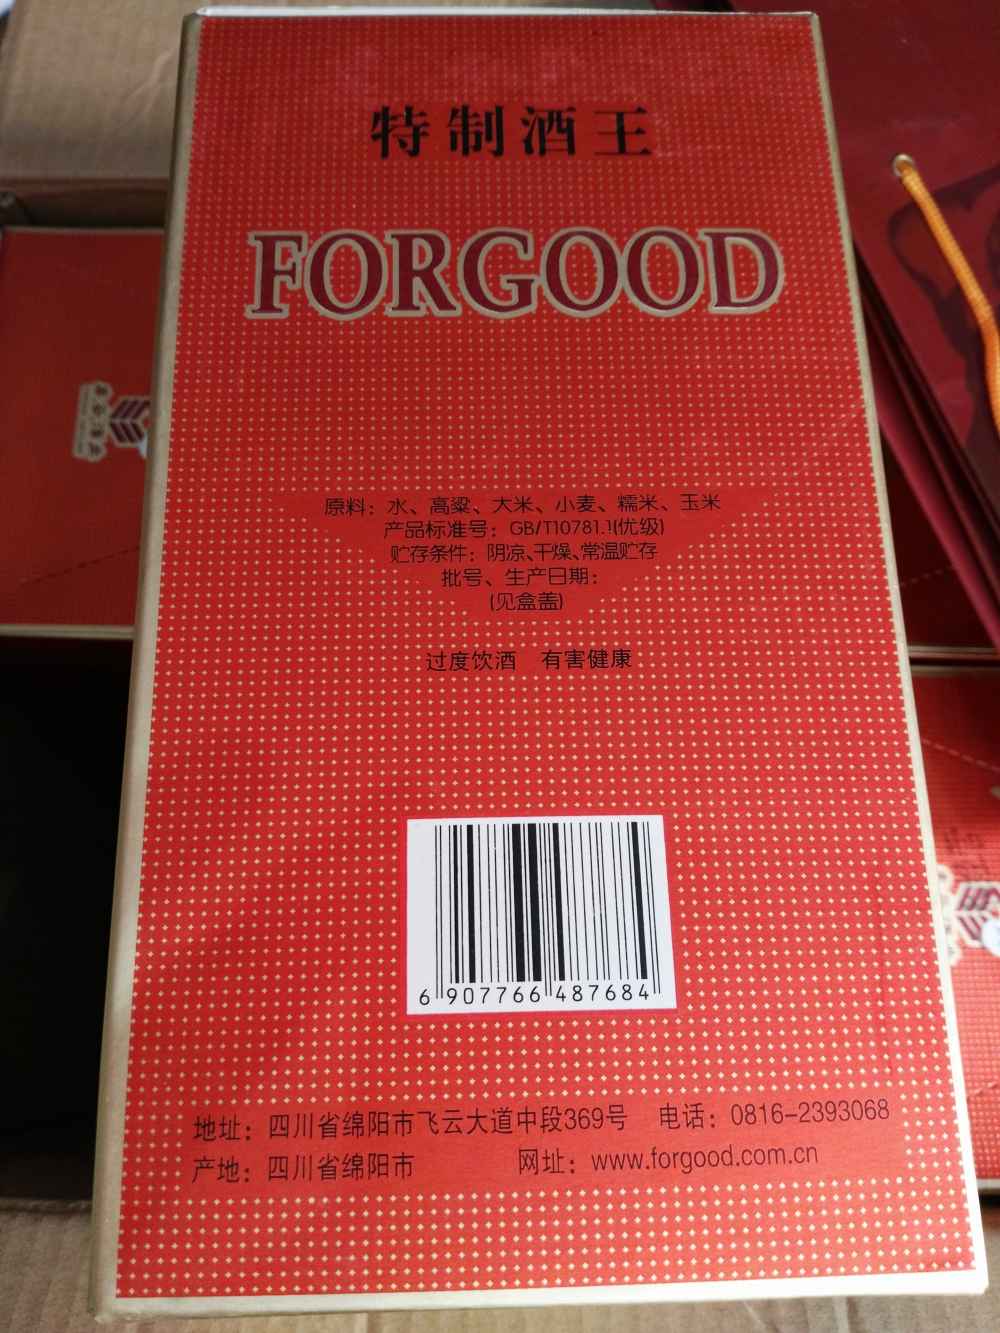 特制酒王
FORGOOD
原料：水、高粱、大米、小麦、糯米、玉米
产品标准号：GB/T10781.1(优级)
贮存条件：阴凉、干燥、常温贮存
批号、生产日期：
(见盒盖)
过度饮酒 有害健康
6 907766 487684
地址：四川省绵阳市飞云大道中段369号 电话：0816-2393068
产地：四川省绵阳市 网址：www.forgood.com.cn